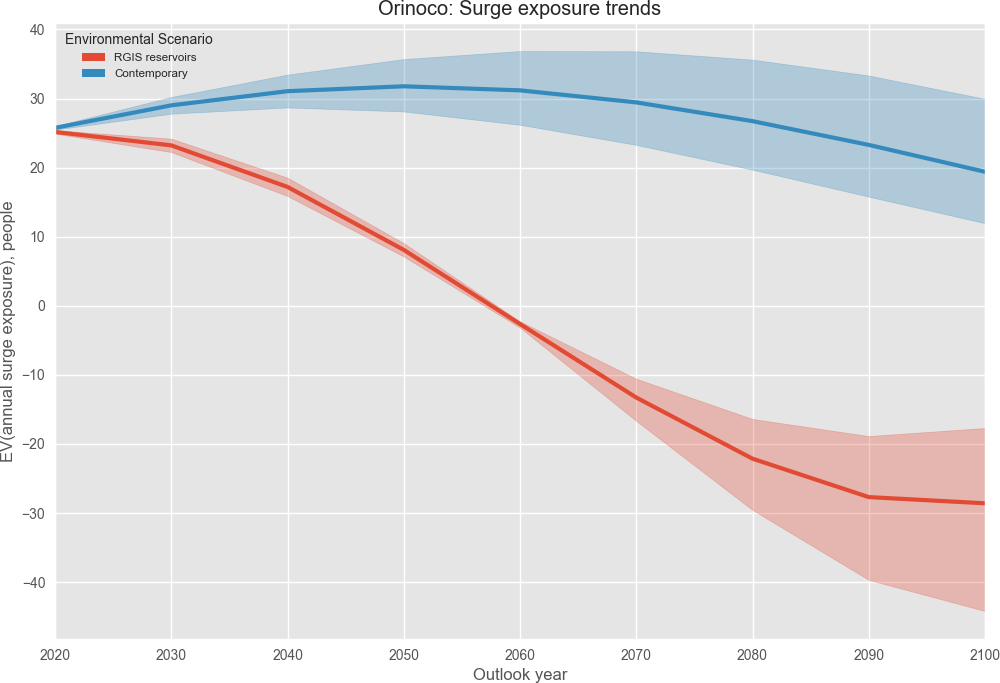 Orinoco: Surge exposure trends
Environmental Scenario
RGIS reservoirs
Contemporary
EV(annual surge exposure), people
40
30
20
10
0
−10
−20
−30
−40
2020 2030 2040 2050 2060 2070 2080 2090 2100
Outlook year